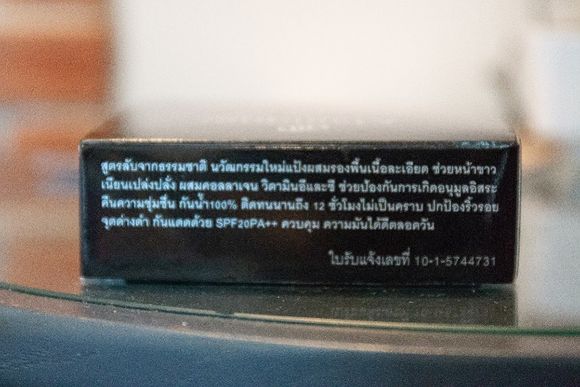 สูตรลับจากธรรมชาติ นวัฒกรรมใหม่แป้งผสมรองพื้นเนื้อละเอียด ช่วยหน้าขาว
เนียนเปล่งปลั่ง ผสมคอลลาเจน วิตามินอีและซี ช่วยป้องกันการเกิดอนุมูลอิสระ
คืนความชุ่มชื่น กันน้ำ100% ติดทนนานถึง 12 ชั่วโมงไม่เป็นคราบ ปกป้องริ้วรอย
จุดด่างดำ กันแดดด้วย SPF20PA++ ควบคุม ความมันได้ดีตลอดวัน
ใบรับแจ้งเลขที่ 10-1-5744731